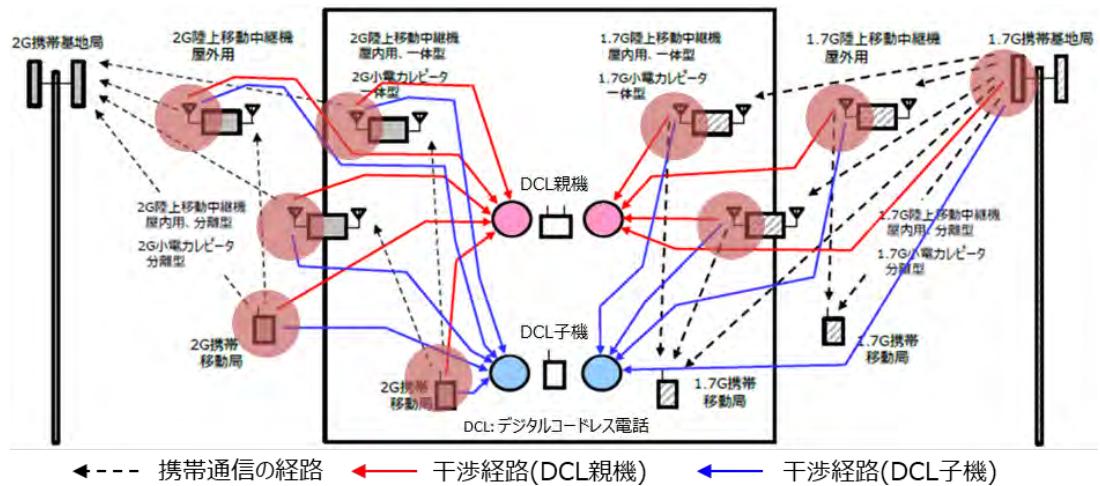 2G携帯基地局
2G陸上移動中継機
屋外用
2G陸上移動中継機
屋内用、一体型
2G小電力レピータ
一体型
1.7G陸上移動中継機
屋内用、一体型
1.7G小電力レピータ
一体型
1.7G陸上移動中継機
屋外用
1.7G携帯基地局
DCL親機
2G陸上移動中継機
屋内用、分離型
2G小電力レピータ
分離型
1.7G陸上移動中継機
屋内用、分離型
1.7G小電力レピータ
分離型
DCL子機
2G携帯
移動局
2G携帯
移動局
1.7G携帯
移動局
1.7G携帯
移動局
DCL: デジタルコードレス電話
携帯通信の経路
干渉経路(DCL親機)
干渉経路(DCL子機)